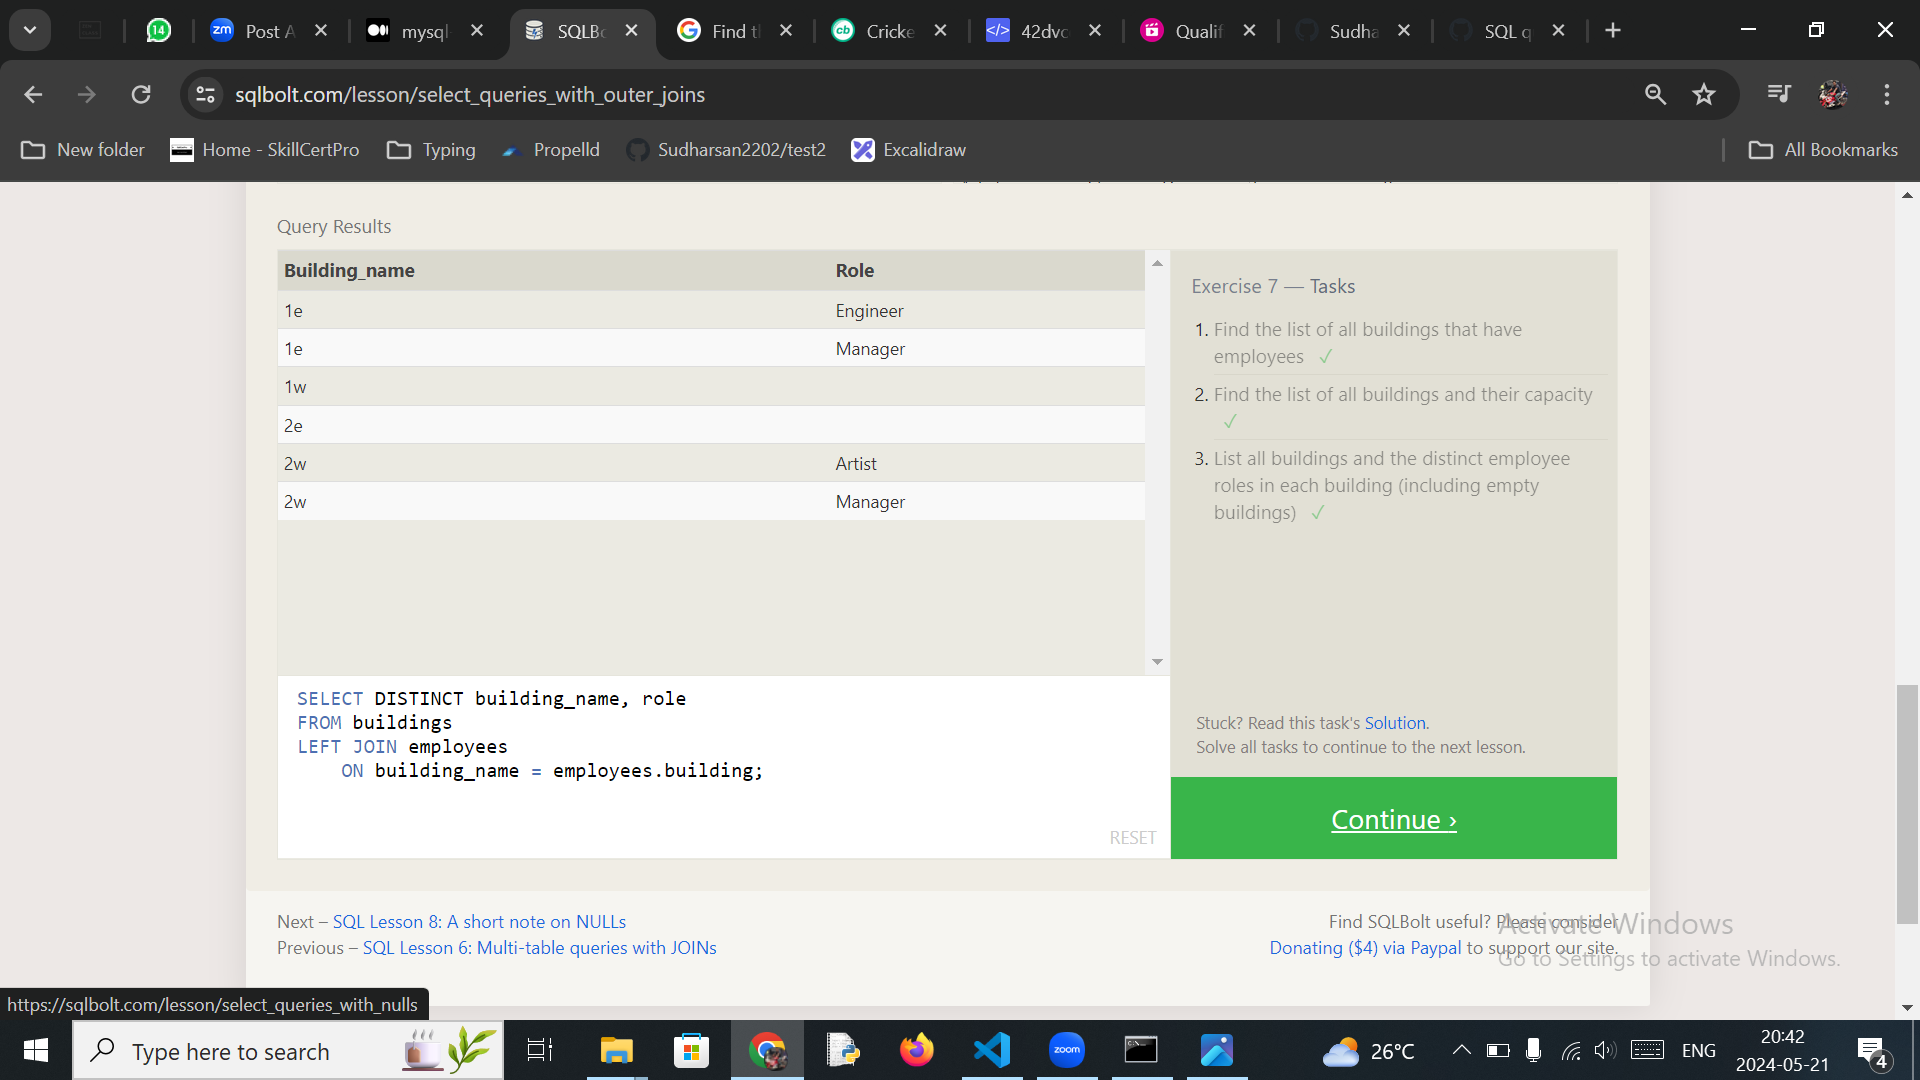 14
zm Post A
mysql
SQLB
Find t
cb Cricke
</> 42dvc
Qualif
Sudha
SQL q
sqlbolt.com/lesson/select_queries_with_outer_joins
New folder
Home - SkillCertPro
Typing
Propelld
Sudharsan2202/test2
Excalidraw
All Bookmarks
Query Results
Building_name Role
1e Engineer
1e Manager
1w
2e
2w Artist
2w Manager
SELECT DISTINCT building_name, role
FROM buildings
LEFT JOIN employees
ON building_name = employees.building;
RESET
Exercise 7 — Tasks
1. Find the list of all buildings that have
employees ✓
2. Find the list of all buildings and their capacity
✓
3. List all buildings and the distinct employee
roles in each building (including empty
buildings) ✓
Stuck? Read this task's Solution.
Solve all tasks to continue to the next lesson.
Continue ›
Next – SQL Lesson 8: A short note on NULLs
Previous – SQL Lesson 6: Multi-table queries with JOINs
Find SQLBolt useful? Please consider
Donating ($4) via Paypal to support our site.
Activate Windows
Go to Settings to activate Windows.
https://sqlbolt.com/lesson/select_queries_with_nulls
Type here to search
zoom
26°C
ENG
20:42
2024-05-21
4